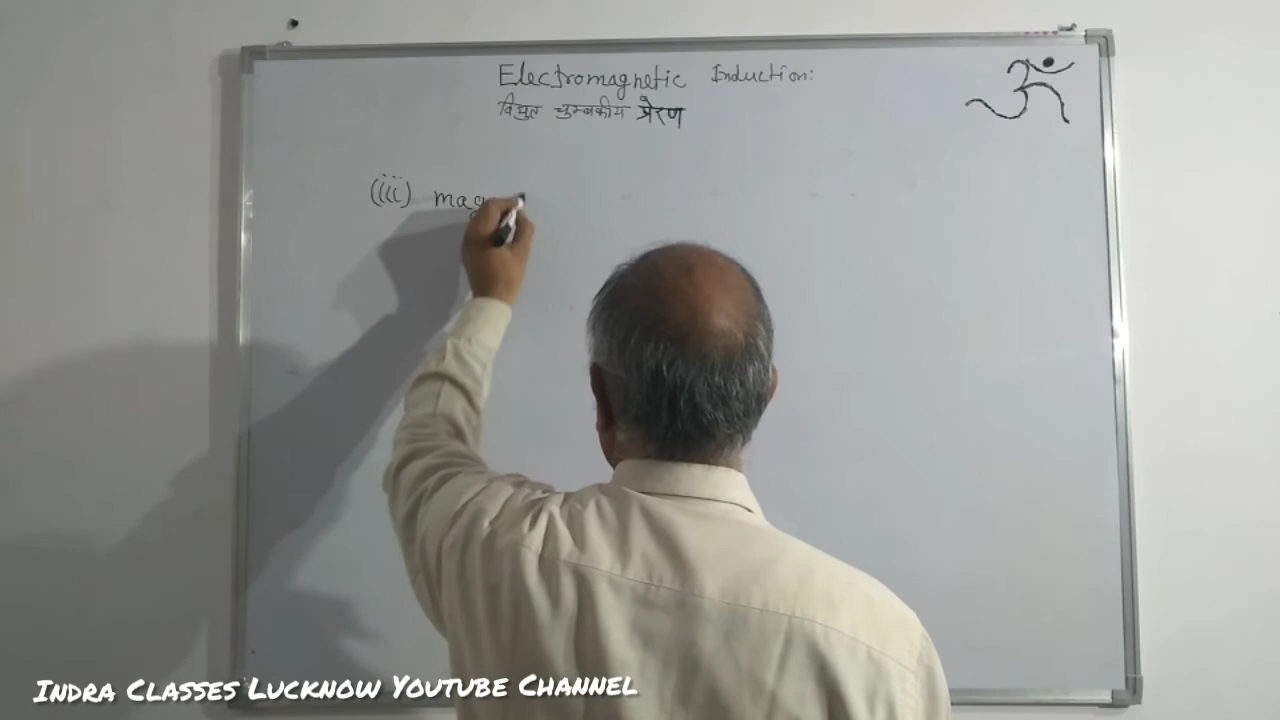 Electromagnetic Induction:
ॐ
विद्युत चुम्बकीय प्रेरण
(iii) mag
Indra Classes Lucknow Youtube Channel